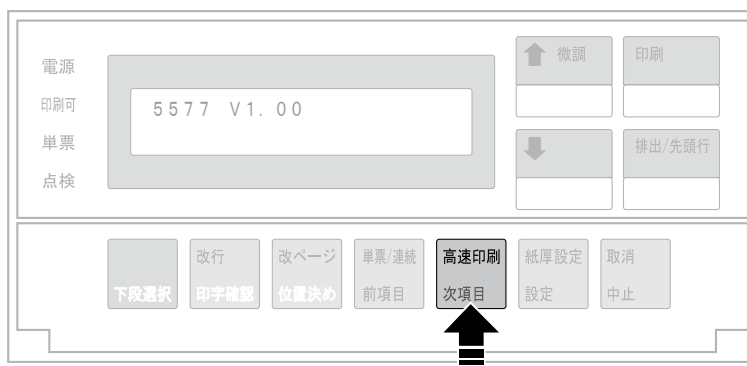 電源
印刷可
単票
点検
5577 V1.00
微調
印刷
排出/先頭行
下段選択
改行
印字確認
改ページ
位置決め
単票/連続
前項目
高速印刷
次項目
紙厚設定
設定
取消
中止